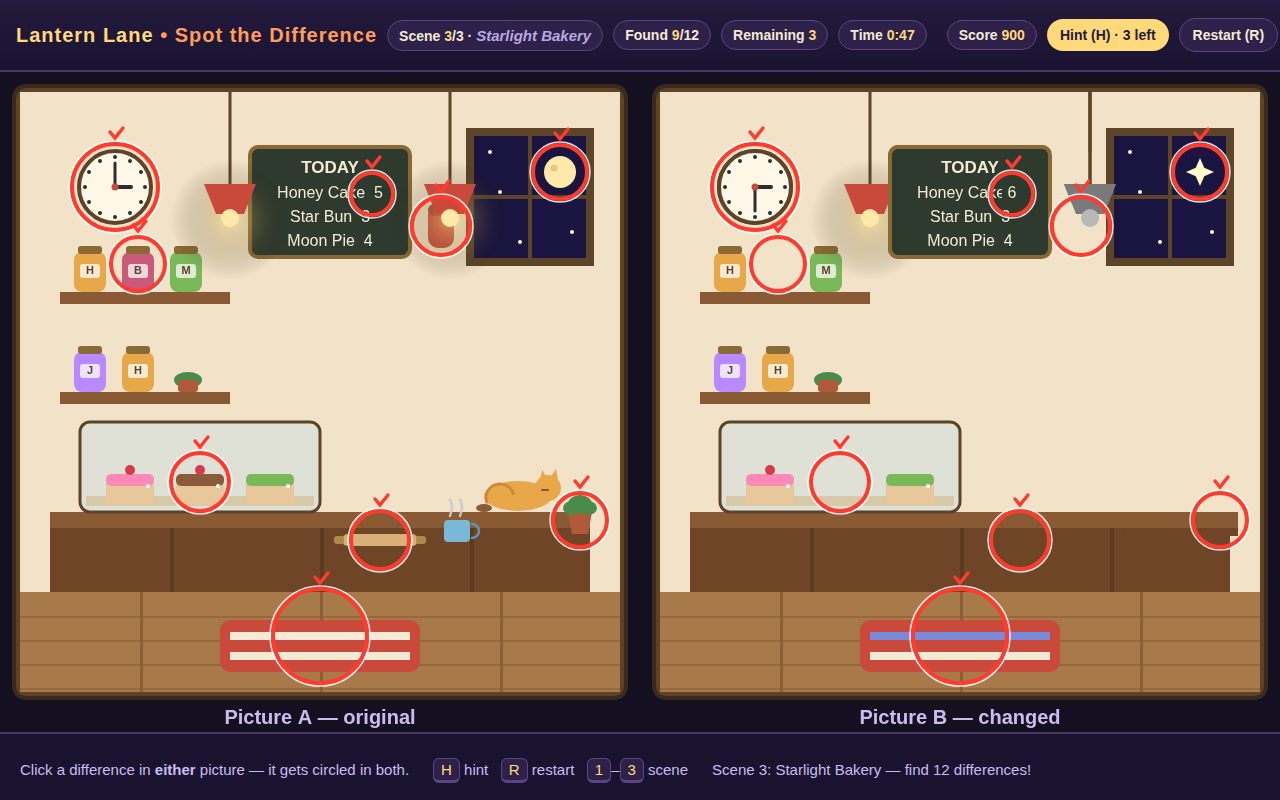 Lantern Lane • Spot the Difference
Scene 3/3 · Starlight Bakery
Found 9/12
Remaining 3
Time 0:47
Score 900
Hint (H) · 3 left
Restart (R)
TODAY
Honey Cake 5
Star Bun 3
Moon Pie 4
H
B
M
J
H
TODAY
Honey Cake 6
Star Bun 3
Moon Pie 4
H
M
J
H
Picture A — original
Picture B — changed
Click a difference in either picture — it gets circled in both.
H hint R restart 1–3 scene
Scene 3: Starlight Bakery — find 12 differences!